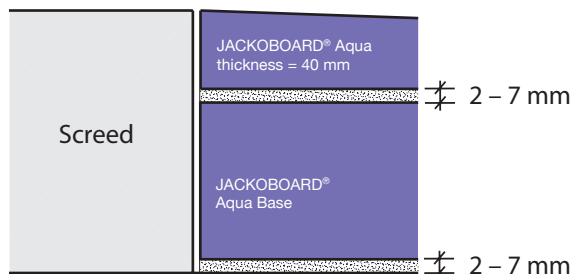 JACKOBOARD® Aqua
thickness = 40 mm
2 – 7 mm
Screed
JACKOBOARD®
Aqua Base
2 – 7 mm